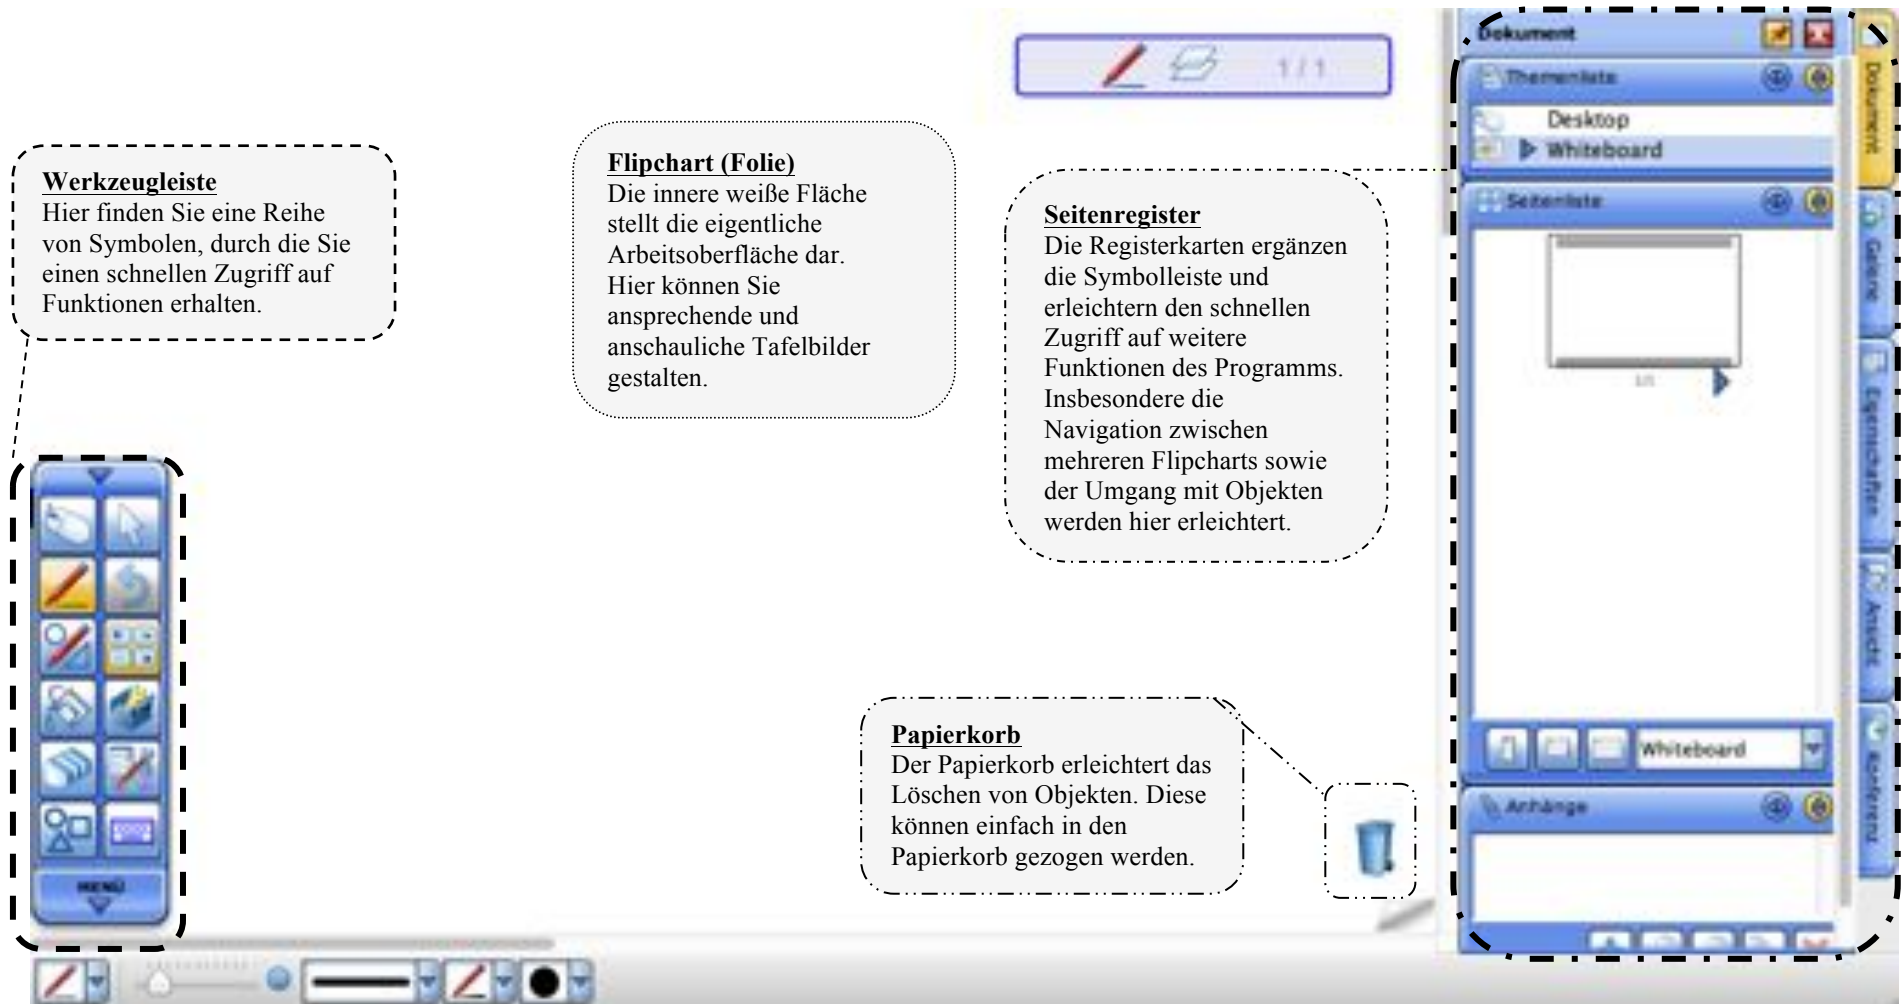 1 / 1
Werkzeugleiste
Hier finden Sie eine Reihe
von Symbolen, durch die Sie
einen schnellen Zugriff auf
Funktionen erhalten.
Flipchart (Folie)
Die innere weiße Fläche
stellt die eigentliche
Arbeitsoberfläche dar.
Hier können Sie
ansprechende und
anschauliche Tafelbilder
gestalten.
Seitenregister
Die Registerkarten ergänzen
die Symbolleiste und
erleichtern den schnellen
Zugriff auf weitere
Funktionen des Programms.
Insbesondere die
Navigation zwischen
mehreren Flipcharts sowie
der Umgang mit Objekten
werden hier erleichtert.
Papierkorb
Der Papierkorb erleichtert das
Löschen von Objekten. Diese
können einfach in den
Papierkorb gezogen werden.
MENÜ
Dokument
Themenliste
Desktop
Whiteboard
Seitenliste
1/1
Whiteboard
Anhänge
Dokument
Galerie
Eigenschaften
Ansicht
Konferenz